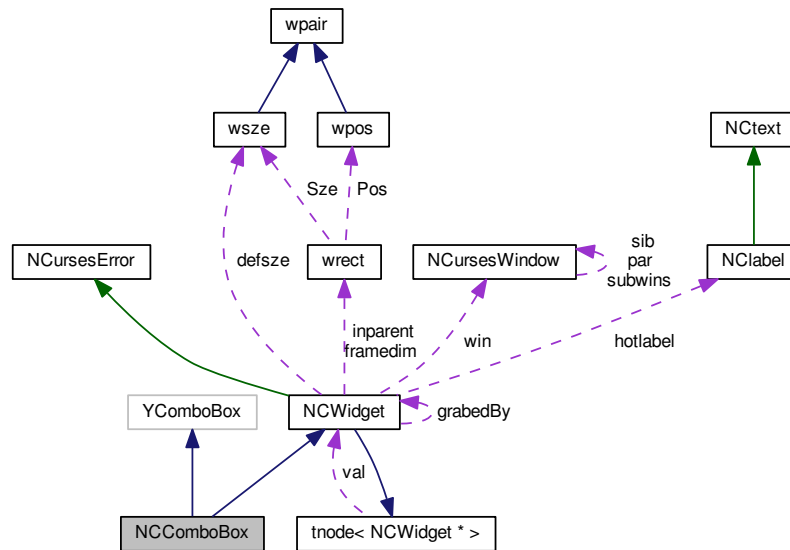 wpair
wsze
wpos
NCtext
Sze
Pos
NCursesError
defsze
wrect
NCursesWindow
sib
par
subwins
NClabel
inparent
framedim
win
hotlabel
YComboBox
NCWidget
grabedBy
val
NCComboBox
tnode< NCWidget * >